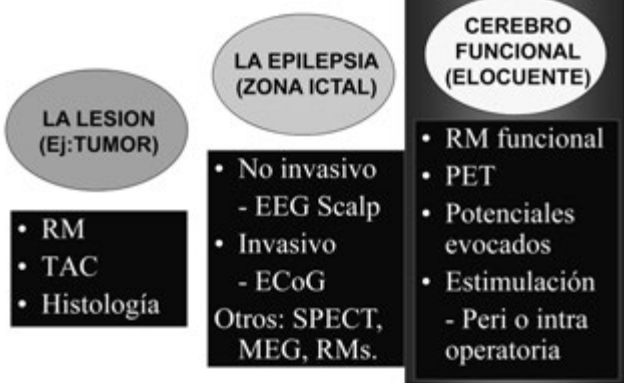 LA LESION
(Ej:TUMOR)
• RM
• TAC
• Histología
LA EPILEPSIA
(ZONA ICTAL)
• No invasivo
- EEG Scalp
• Invasivo
- ECoG
Otros: SPECT,
MEG, RMs.
CEREBRO
FUNCIONAL
(ELOCUENTE)
• RM funcional
• PET
• Potenciales
evocados
• Estimulación
- Peri o intra
operatoria